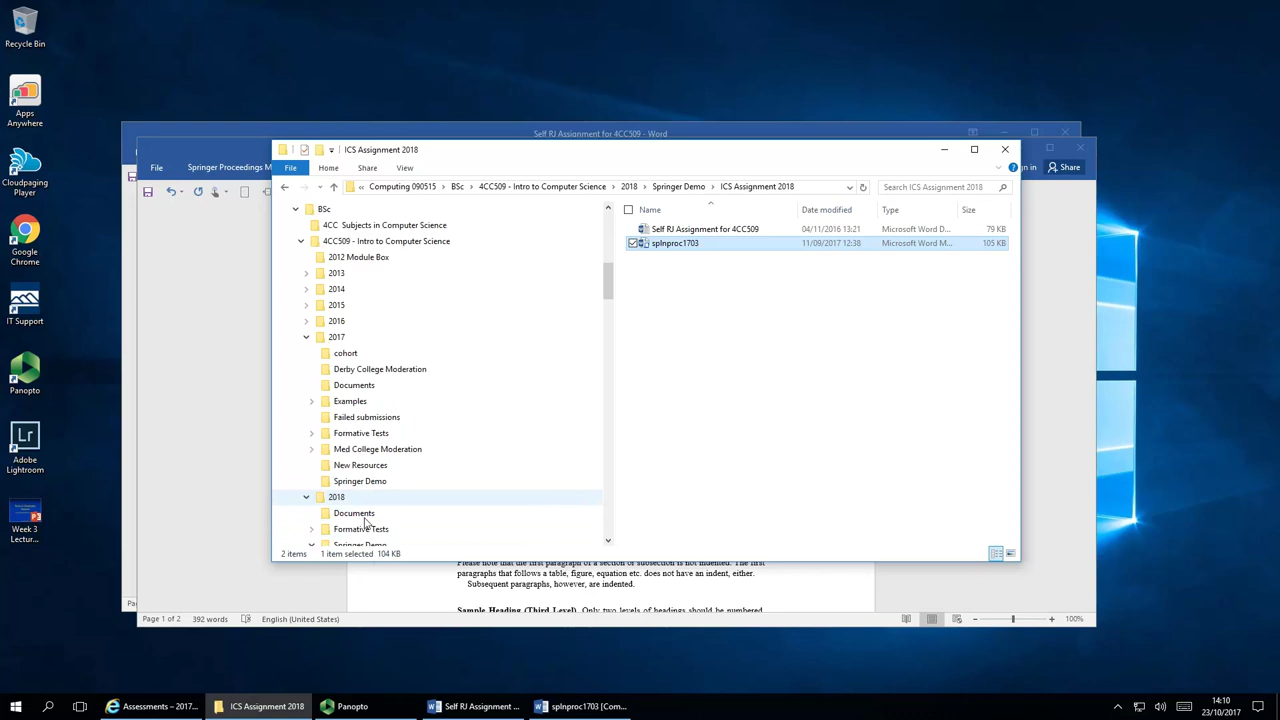 Recycle Bin
Apps
Anywhere
Cloudpaging
Player
Google
Chrome
IT Support
Panopto
Adobe
Lightroom
Week 3
Lectur...
Self RJ Assignment for 4CC509 - Word
File
Springer Proceedings M
Share
ICS Assignment 2018
File
Home
Share
View
Computing 090515
BSc
4CC509 - Intro to Computer Science
2018
Springer Demo
ICS Assignment 2018
Search ICS Assignment 2018
BSc
4CC Subjects in Computer Science
4CC509 - Intro to Computer Science
2012 Module Box
2013
2014
2015
2016
2017
cohort
Derby College Moderation
Documents
Examples
Failed submissions
Formative Tests
Med College Moderation
New Resources
Springer Demo
2018
Documents
Formative Tests
Springer Demo
Name
Date modified
Type
Size
Self RJ Assignment for 4CC509
04/11/2016 13:21
Microsoft Word D...
79 KB
splnproc1703
11/09/2017 12:38
Microsoft Word M...
105 KB
2 items
1 item selected 104 KB
Please note that the first paragraph of a section or subsection is not indented. The first
paragraphs that follows a table, figure, equation etc. does not have an indent, either.
Subsequent paragraphs, however, are indented.
Sample Heading (Third Level). Only two levels of headings should be numbered.
Page 1 of 2
392 words
English (United States)
100%
Assessments – 2017...
ICS Assignment 2018
Panopto
Self RJ Assignment ...
splnproc1703 [Com...
14:10
23/10/2017